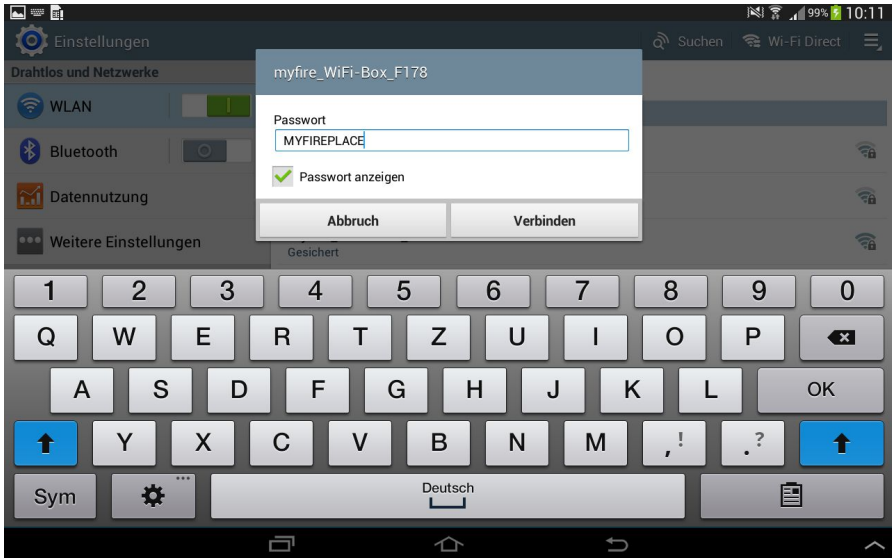 99% 10:11
Einstellungen
Suchen
Wi-Fi Direct
Drahtlos und Netzwerke
WLAN
Bluetooth
Datennutzung
Weitere Einstellungen
myfire_WiFi-Box_F178
Passwort
MYFIREPLACE
Passwort anzeigen
Abbruch
Verbinden
Gesichert
1 2 3 4 5 6 7 8 9 0
Q W E R T Z U I O P
A S D F G H J K L OK
Y X C V B N M , ! . ?
Sym
...
Deutsch